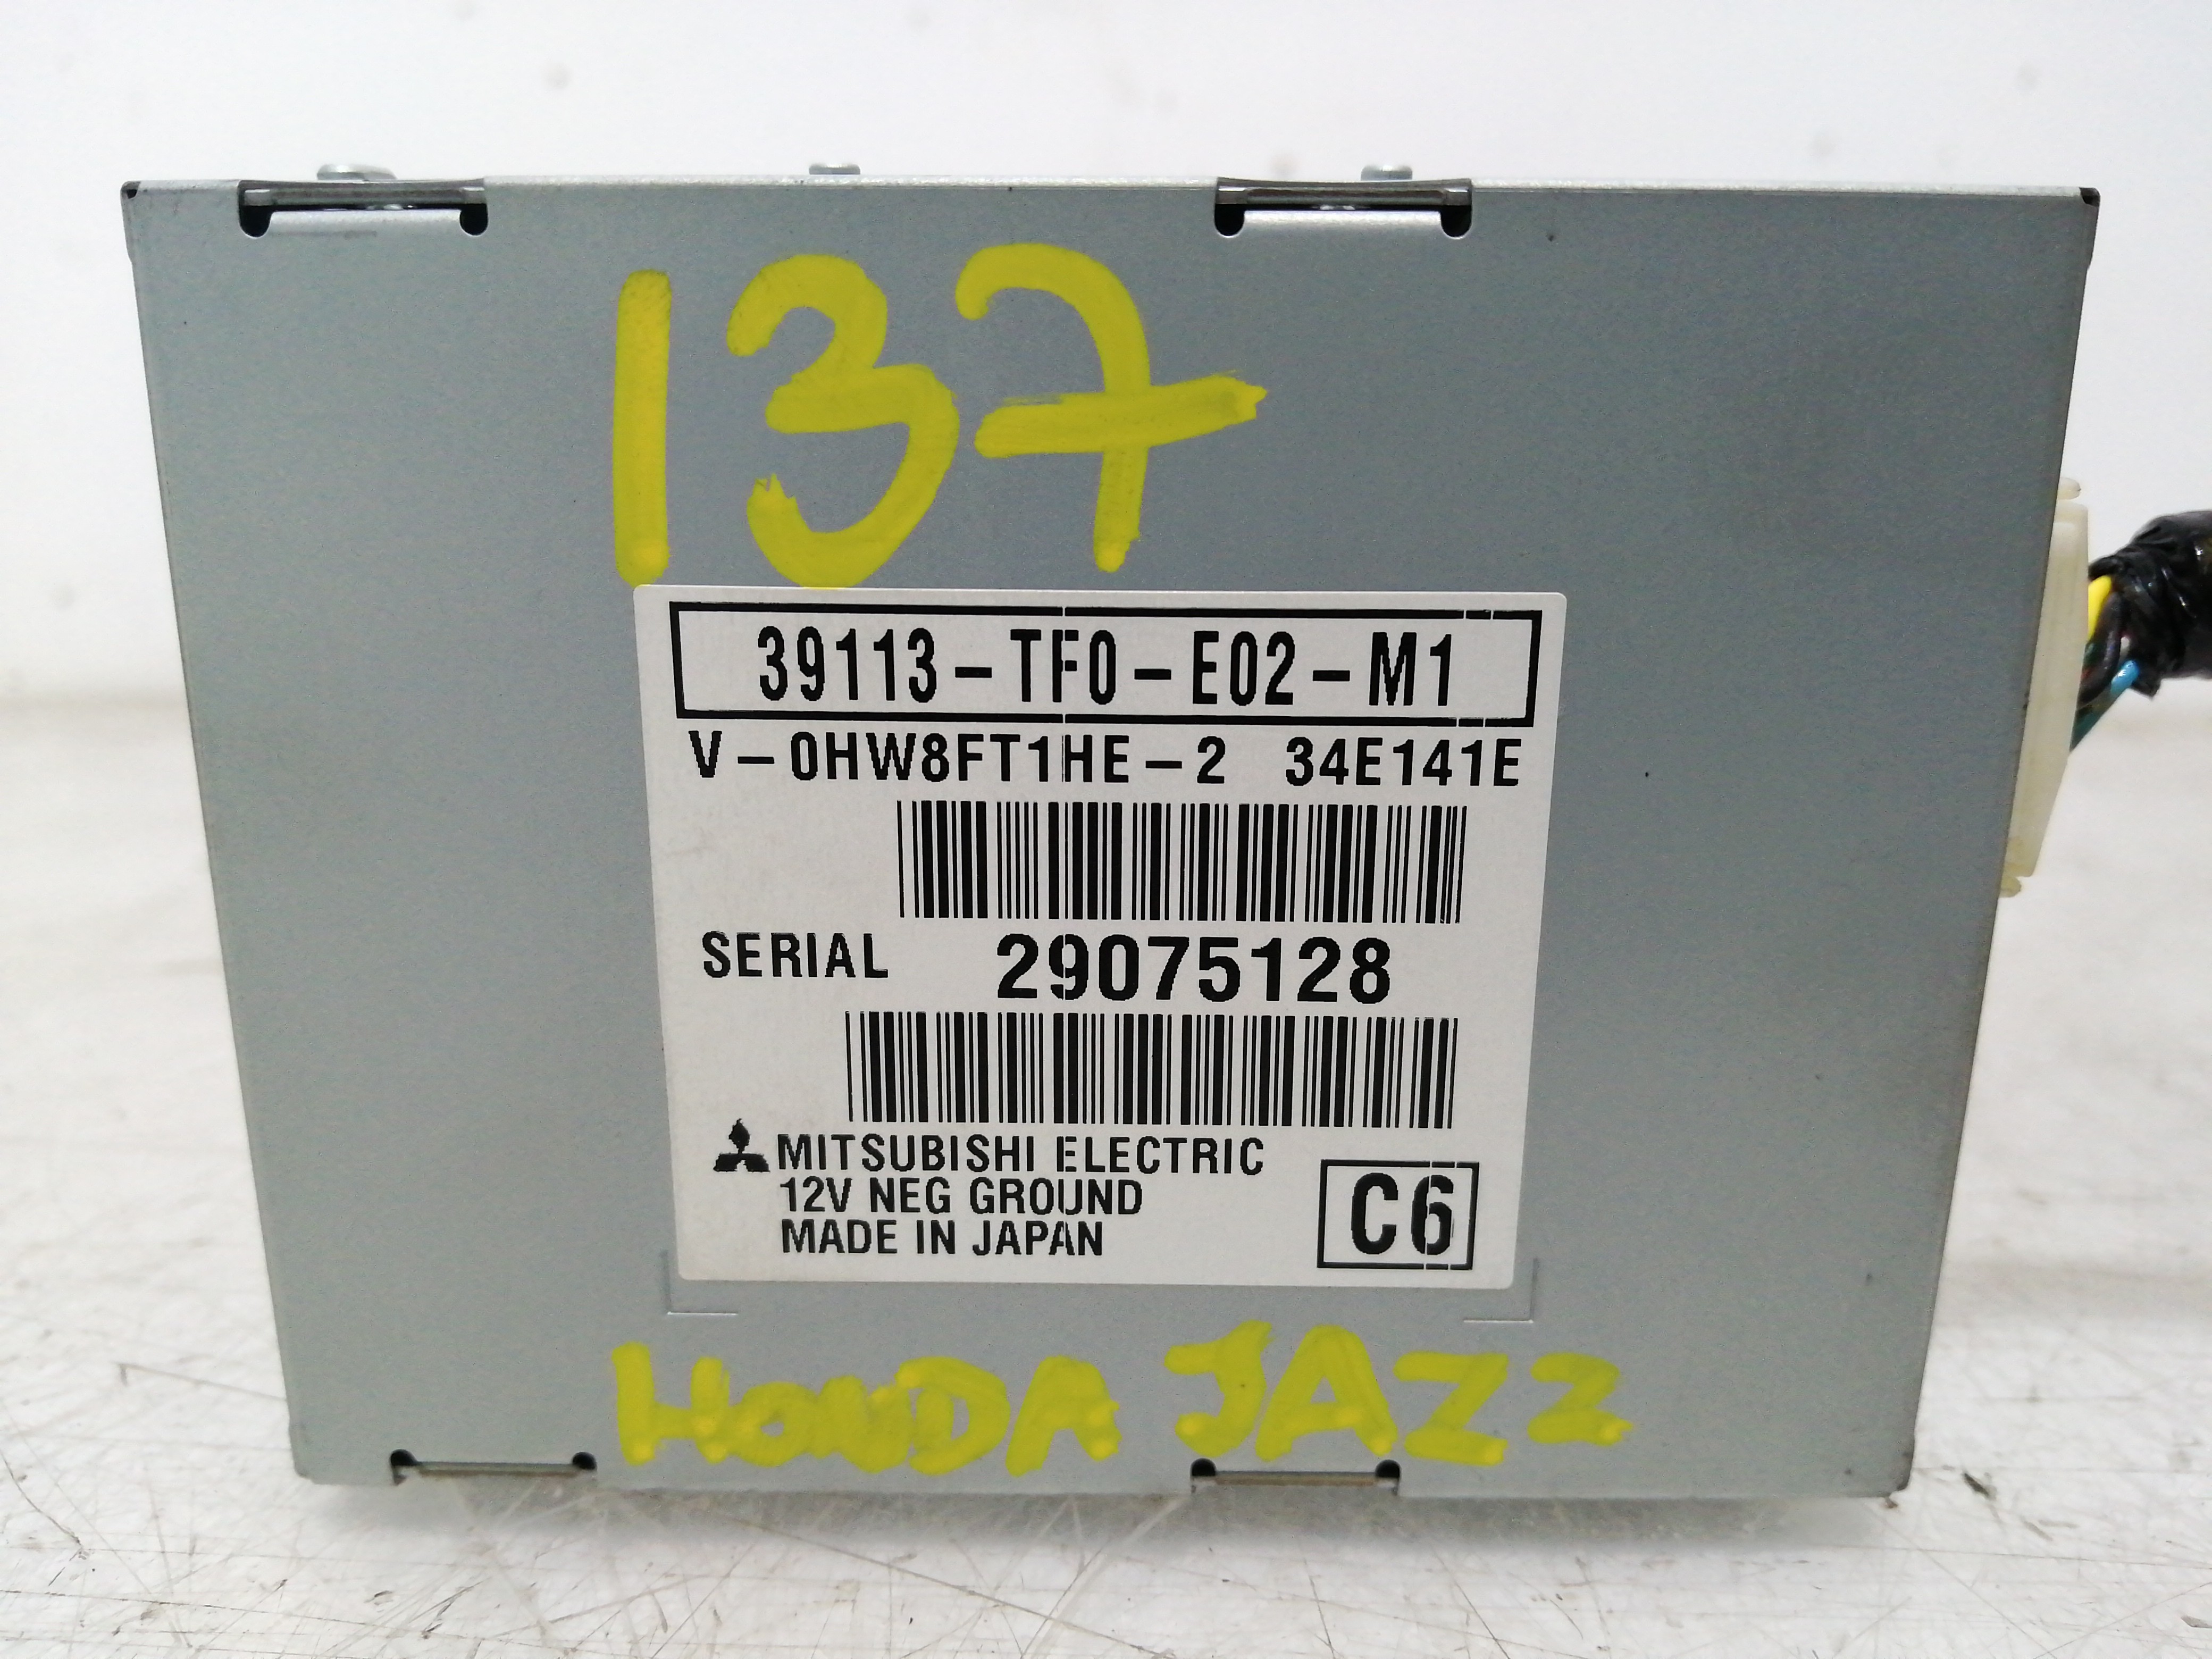 137
39113-TF0-E02-M1
V-0HW8FT1HE-2 34E141E
SERIAL 29075128
MITSUBISHI ELECTRIC
12V NEG GROUND
MADE IN JAPAN
C6
HONDA JAZZ